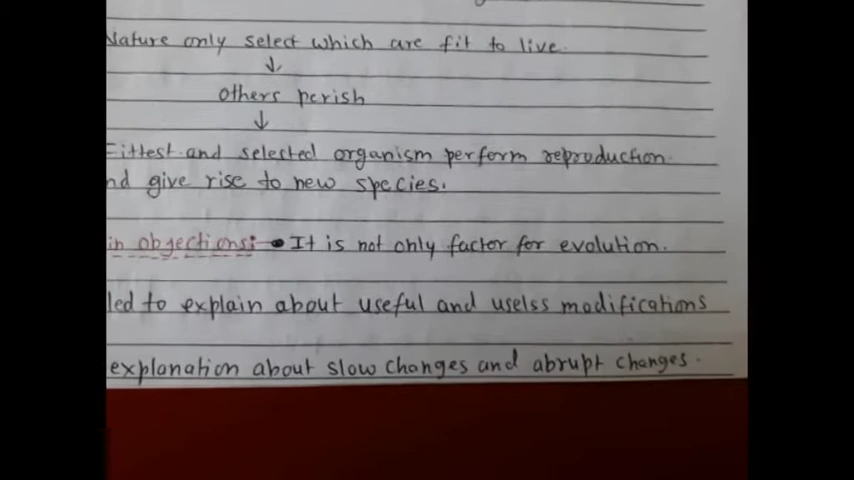 Nature only select which are fit to live.
↓
others perish
↓
Fittest and selected organism perform reproduction.
nd give rise to new species.
in objections:- • It is not only factor for evolution.
led to explain about useful and uselss modifications
explanation about slow changes and abrupt changes.